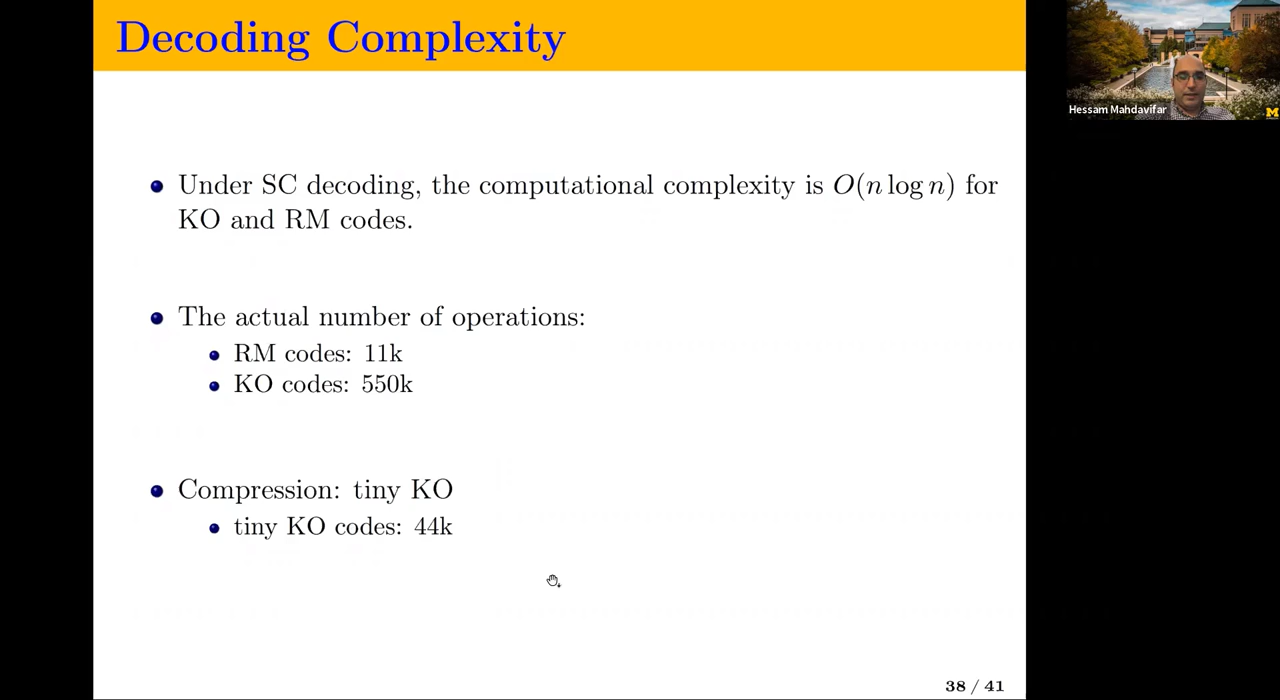 Decoding Complexity
Under SC decoding, the computational complexity is O(n log n) for
KO and RM codes.
The actual number of operations:
RM codes: 11k
KO codes: 550k
Compression: tiny KO
tiny KO codes: 44k
38 / 41
Hessam Mahdavifar
M